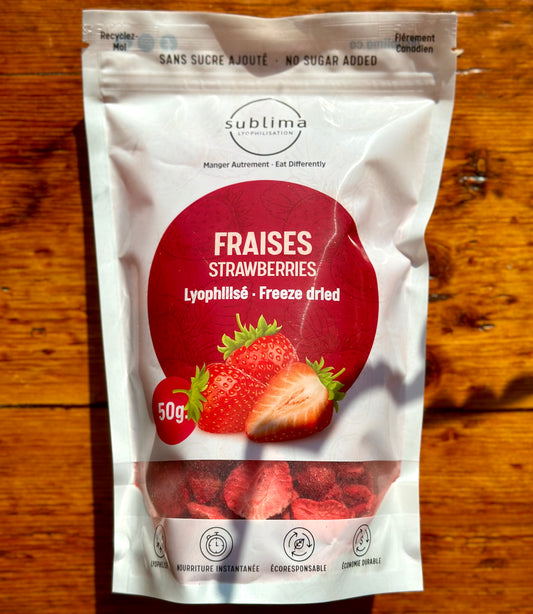 Recyclez-
Moi
Fièrement
Canadien
SANS SUCRE AJOUTÉ · NO SUGAR ADDED
sublima
LYOPHILISATION
Manger Autrement · Eat Differently
FRAISES
STRAWBERRIES
Lyophilisé · Freeze dried
50g.
NOURRITURE INSTANTANÉE
ÉCORESPONSABLE
ÉCONOMIE DURABLE